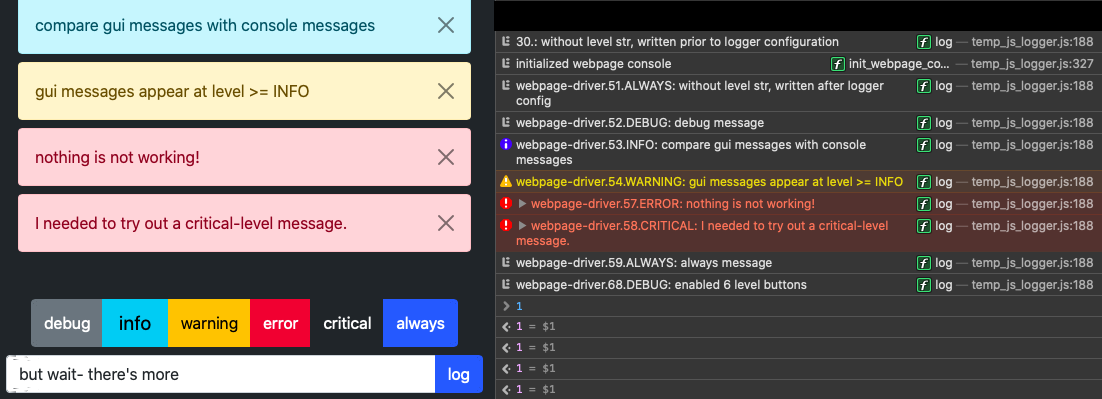 compare gui messages with console messages
gui messages appear at level >= INFO
nothing is not working!
I needed to try out a critical-level message.
debug info warning error critical always
but wait- there's more log
30.: without level str, written prior to logger configuration f log — temp_js_logger.js:188
initialized webpage console f init_webpage_co... — temp_js_logger.js:327
webpage-driver.51.ALWAYS: without level str, written after logger f log — temp_js_logger.js:188
config
webpage-driver.52.DEBUG: debug message f log — temp_js_logger.js:188
webpage-driver.53.INFO: compare gui messages with console f log — temp_js_logger.js:188
messages
webpage-driver.54.WARNING: gui messages appear at level >= INFO f log — temp_js_logger.js:188
webpage-driver.57.ERROR: nothing is not working! f log — temp_js_logger.js:188
webpage-driver.58.CRITICAL: I needed to try out a critical-level f log — temp_js_logger.js:188
message.
webpage-driver.59.ALWAYS: always message f log — temp_js_logger.js:188
webpage-driver.68.DEBUG: enabled 6 level buttons f log — temp_js_logger.js:188
> 1
1 = $1
1 = $1
1 = $1
1 = $1